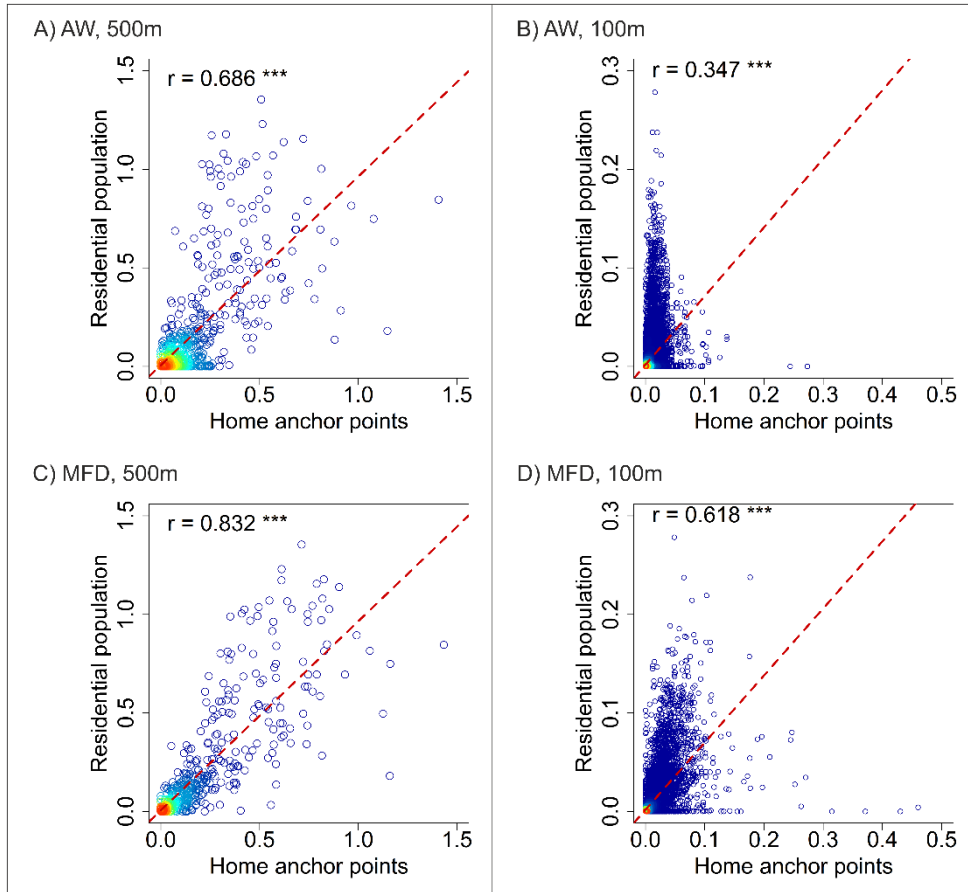 A) AW, 500m
r = 0.686 ***
1.5
1.0
0.5
0.0
Residential population
0.0 0.5 1.0 1.5
Home anchor points
B) AW, 100m
r = 0.347 ***
0.3
0.2
0.1
0.0
Residential population
0.0 0.1 0.2 0.3 0.4 0.5
Home anchor points
C) MFD, 500m
r = 0.832 ***
1.5
1.0
0.5
0.0
Residential population
0.0 0.5 1.0 1.5
Home anchor points
D) MFD, 100m
r = 0.618 ***
0.3
0.2
0.1
0.0
Residential population
0.0 0.1 0.2 0.3 0.4 0.5
Home anchor points